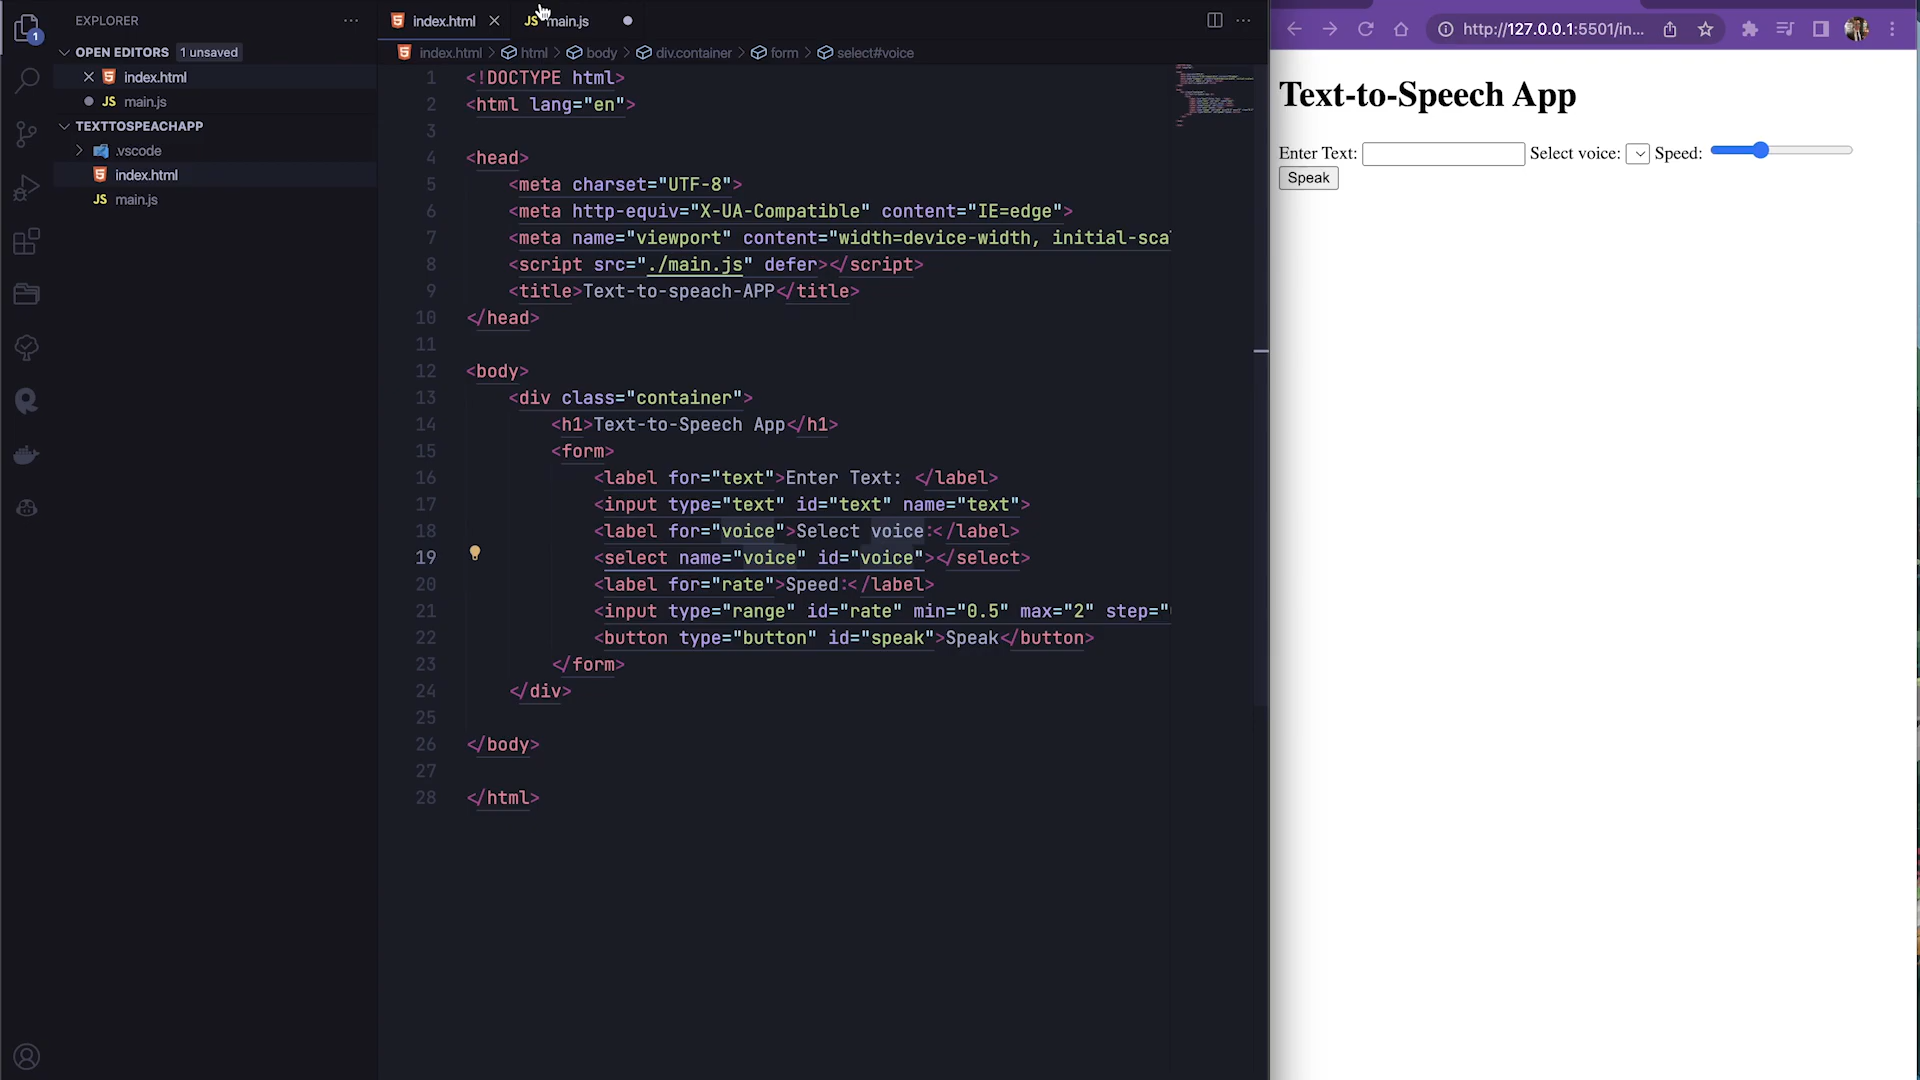 EXPLORER
OPEN EDITORS 1 unsaved
index.html
JS main.js
TEXTTOSPEACHAPP
.vscode
index.html
JS main.js
1
index.html
JS main.js
index.html > html > body > div.container > form > select#voice
1 <!DOCTYPE html>
2 <html lang="en">
3
4 <head>
5 <meta charset="UTF-8">
6 <meta http-equiv="X-UA-Compatible" content="IE=edge">
7 <meta name="viewport" content="width=device-width, initial-sca
8 <script src="./main.js" defer></script>
9 <title>Text-to-speach-APP</title>
10 </head>
11
12 <body>
13 <div class="container">
14 <h1>Text-to-Speech App</h1>
15 <form>
16 <label for="text">Enter Text: </label>
17 <input type="text" id="text" name="text">
18 <label for="voice">Select voice:</label>
19 <select name="voice" id="voice"></select>
20 <label for="rate">Speed:</label>
21 <input type="range" id="rate" min="0.5" max="2" step="
22 <button type="button" id="speak">Speak</button>
23 </form>
24 </div>
25
26 </body>
27
28 </html>
http://127.0.0.1:5501/in...
Text-to-Speech App
Enter Text: Select voice: Speed:
Speak